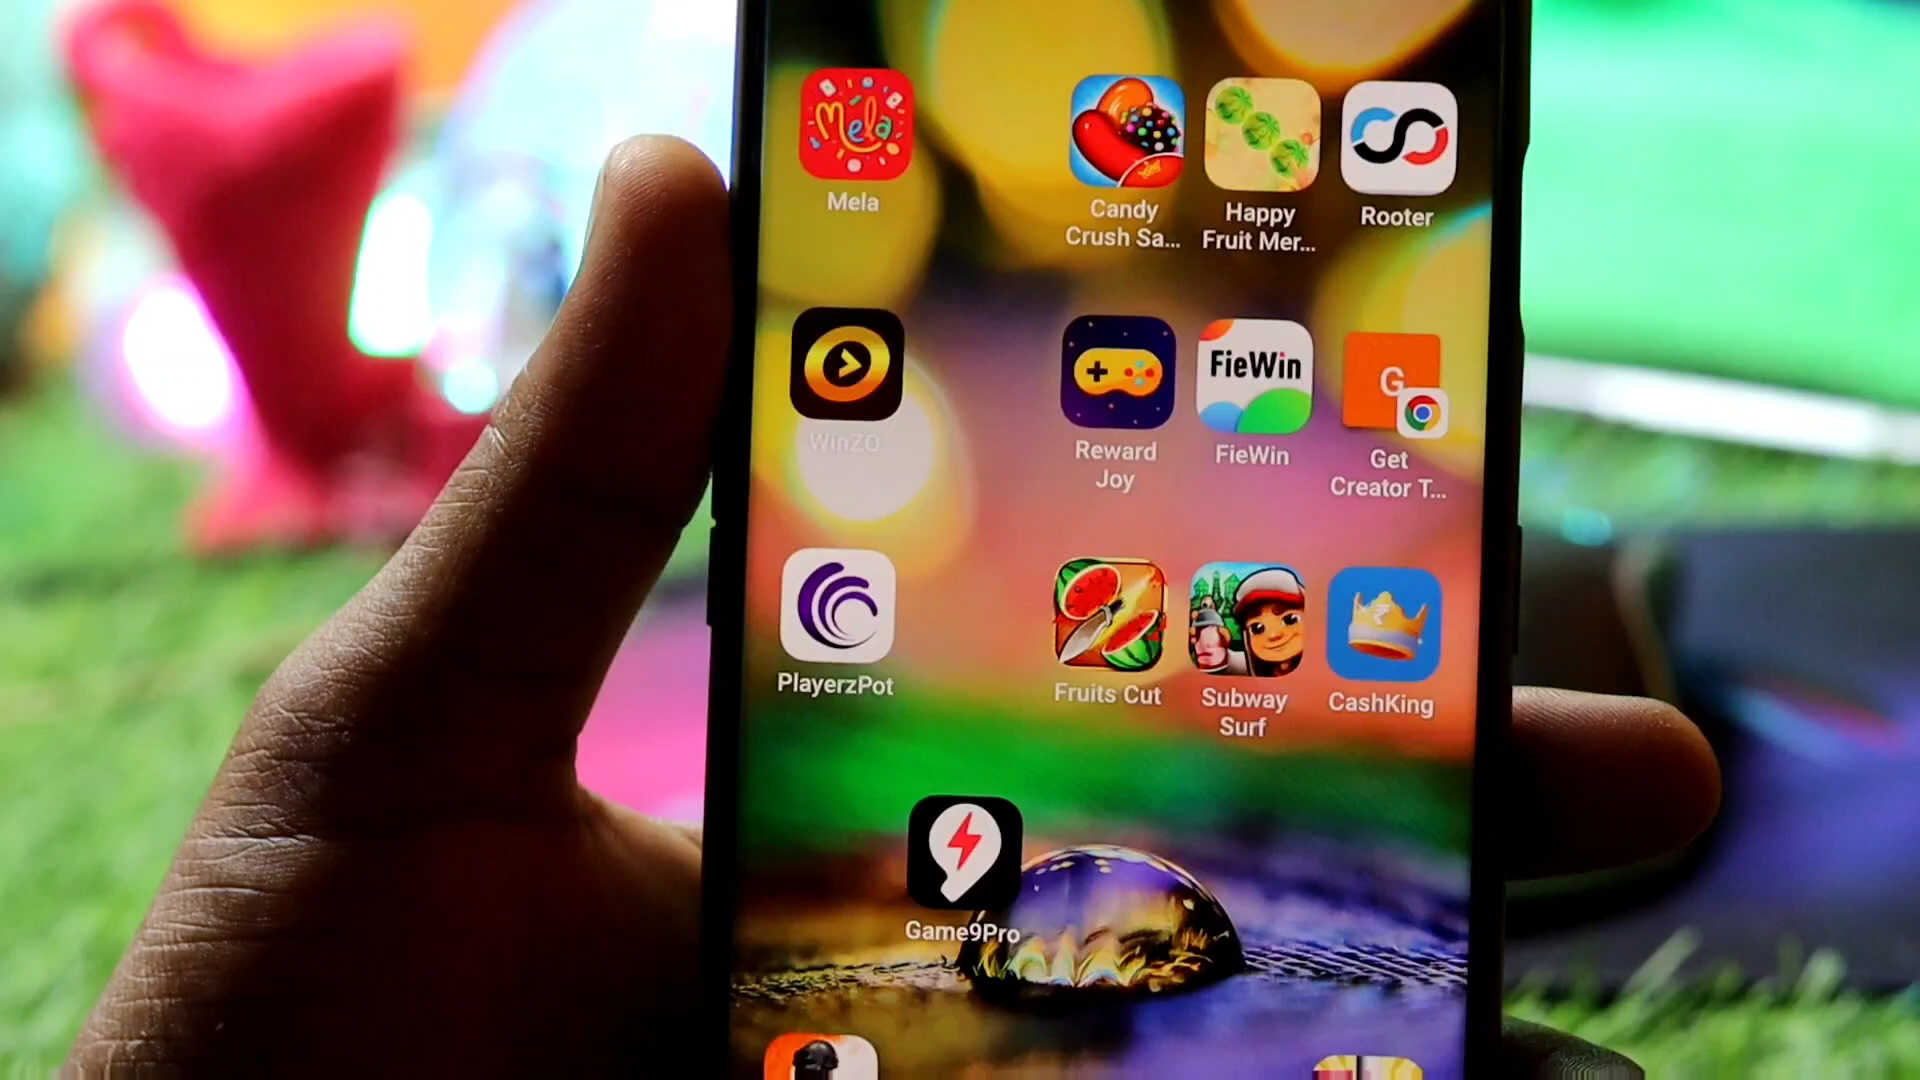 Mela
Mela
Candy
Crush Sa...
Happy
Fruit Mer...
Rooter
WinZO
Reward
Joy
FieWin
FieWin
G
Get
Creator T...
PlayerzPot
Fruits Cut
Subway
Surf
CashKing
Game9Pro